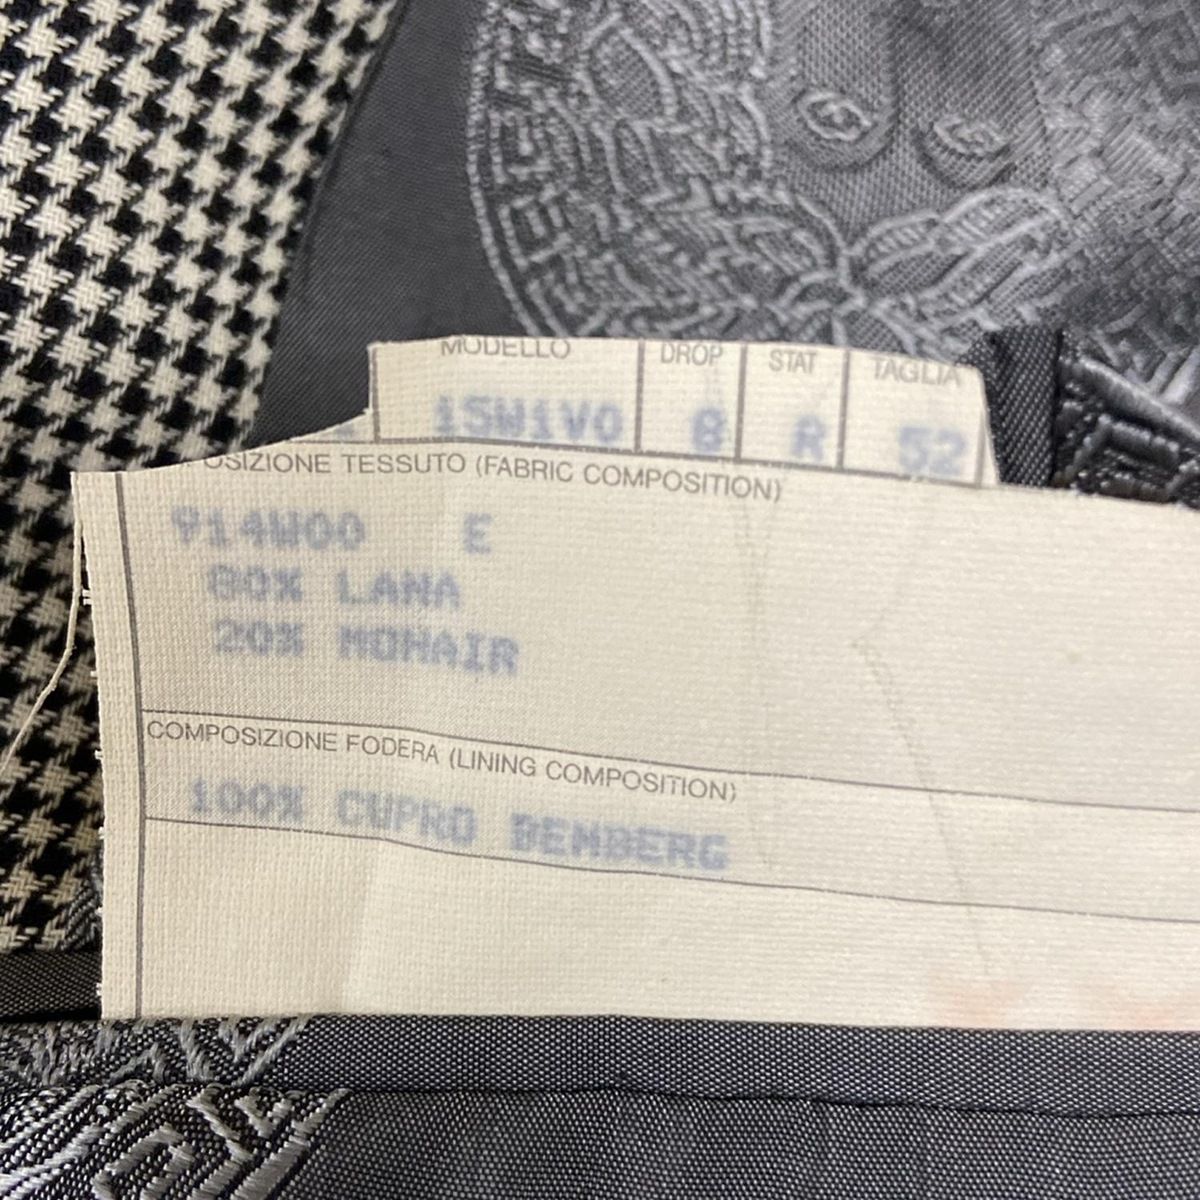 MODELLO DROP STAT TAGLIA
1SW1V0 8 R 52
OSIZIONE TESSUTO (FABRIC COMPOSITION)
914W00 E
80% LANA
20% MOHAIR
COMPOSIZIONE FODERA (LINING COMPOSITION)
100% CUPRO BEMBERG